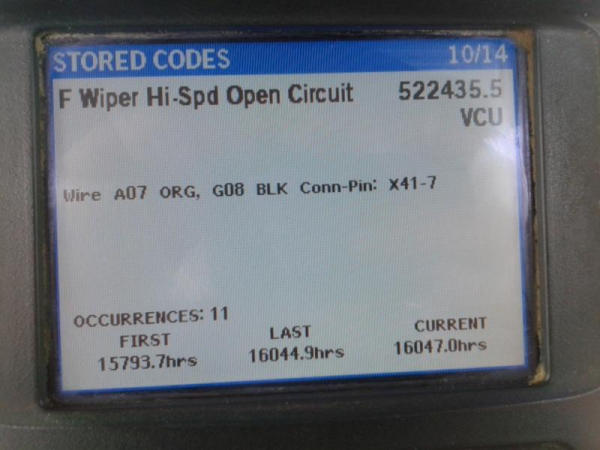 STORED CODES 10/14
F Wiper Hi-Spd Open Circuit 522435.5
VCU
Wire A07 ORG, G08 BLK Conn-Pin: X41-7
OCCURRENCES: 11
FIRST LAST CURRENT
15793.7hrs 16044.9hrs 16047.0hrs